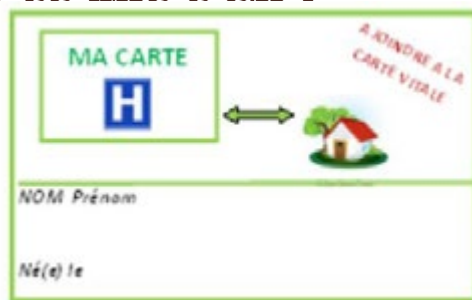 MA CARTE
H
A JOINDRE A LA
CARTE VITALE
NOM Prénom
Né(e) le